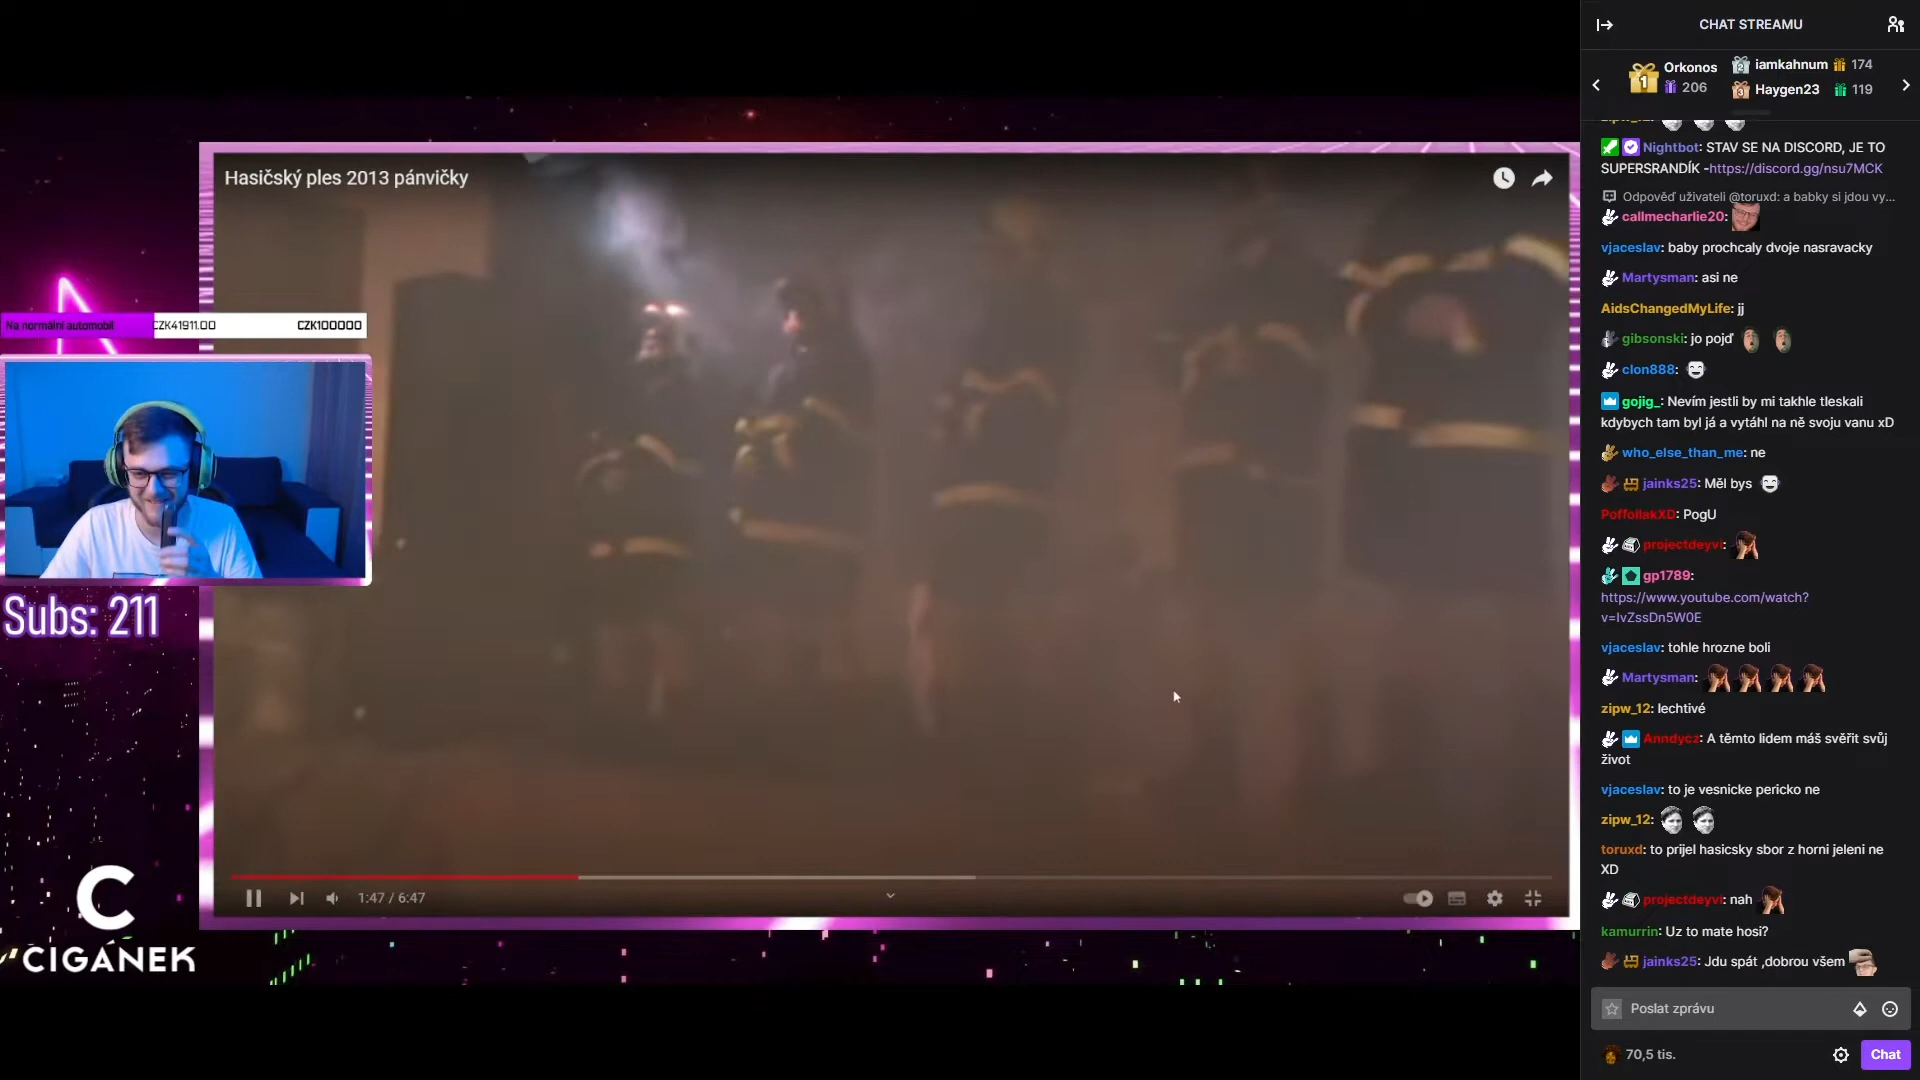 Hasičský ples 2013 pánvičky
Na normální automobil
CZK41911.00
CZK100000
Subs: 211
C
CIGÁNEK
1:47 / 6:47
CHAT STREAMU
1
Orkonos
206
2
iamkahnum 174
3
Haygen23 119
zipw_12:
Nightbot: STAV SE NA DISCORD, JE TO
SUPERSRANDÍK -https://discord.gg/nsu7MCK
Odpověď uživateli @toruxd: a babky si jdou vy...
callmecharlie20:
vjaceslav: baby prochcaly dvoje nasravacky
Martysman: asi ne
AidsChangedMyLife: jj
gibsonski: jo pojď
clon888:
gojig_: Nevím jestli by mi takhle tleskali
kdybych tam byl já a vytáhl na ně svoju vanu xD
who_else_than_me: ne
jainks25: Měl bys
PoffollakXD: PogU
projectdeyvi:
gp1789:
https://www.youtube.com/watch?
v=IvZssDn5W0E
vjaceslav: tohle hrozne boli
Martysman:
zipw_12: lechtivé
Anndycz: A těmto lidem máš svěřit svůj
život
vjaceslav: to je vesnicke pericko ne
zipw_12:
toruxd: to prijel hasicsky sbor z horni jeleni ne
XD
projectdeyvi: nah
kamurrin: Uz to mate hosi?
jainks25: Jdu spát ,dobrou všem
Poslat zprávu
70,5 tis.
Chat